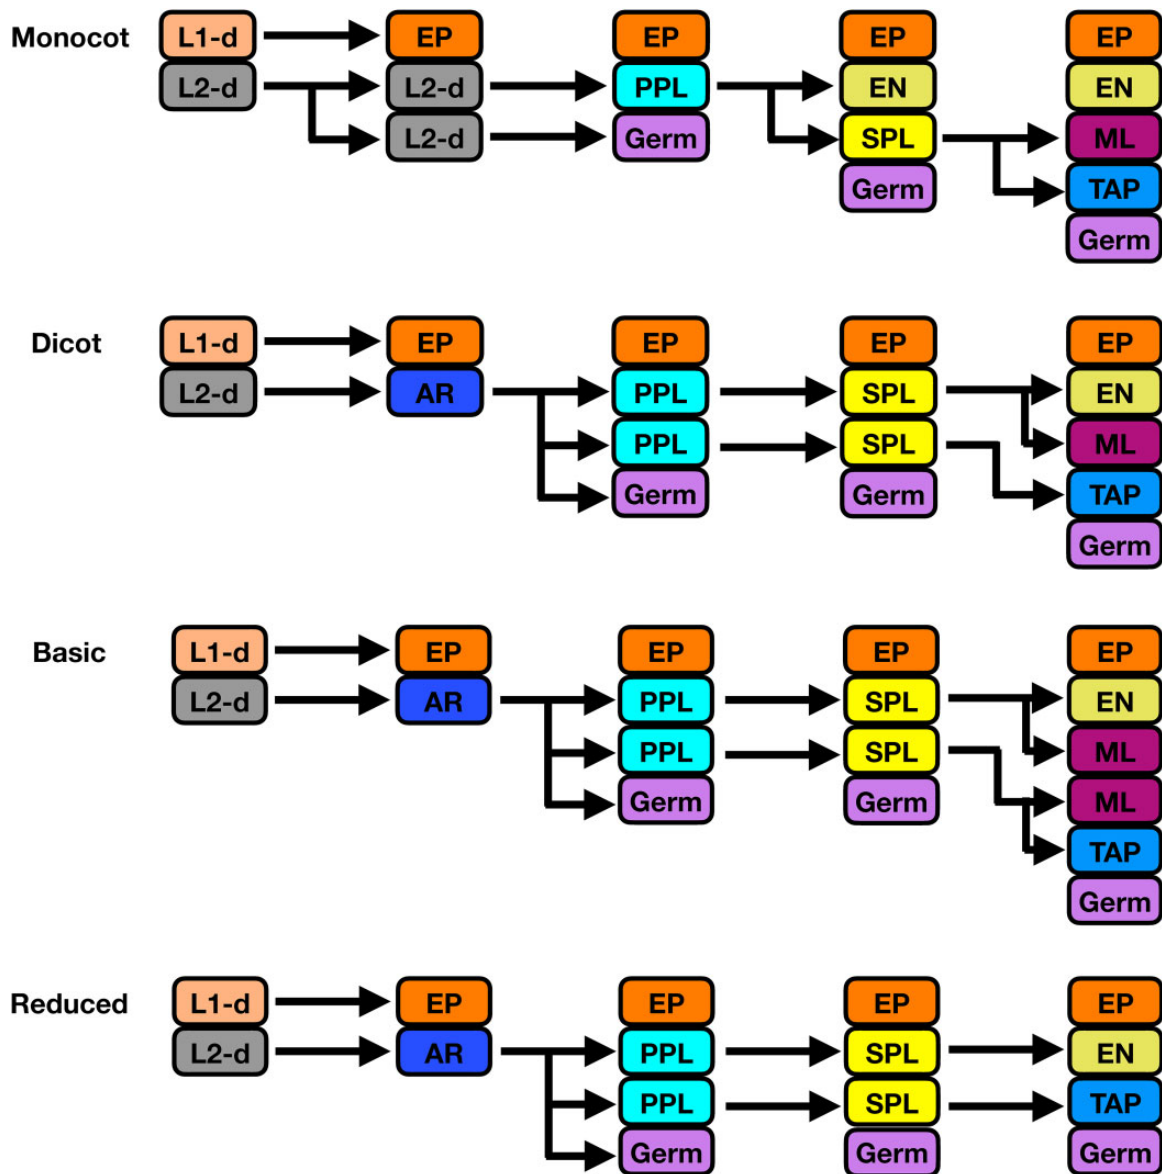 Monocot L1-d EP EP EP EP
L2-d L2-d PPL EN EN
L2-d Germ SPL ML
Germ TAP
Germ
Dicot L1-d EP EP EP EP
L2-d AR PPL SPL EN
PPL SPL ML
Germ Germ TAP
Germ
Basic L1-d EP EP EP EP
L2-d AR PPL SPL EN
PPL SPL ML
Germ Germ ML
TAP
Germ
Reduced L1-d EP EP EP EP
L2-d AR PPL SPL EN
PPL SPL TAP
Germ Germ Germ